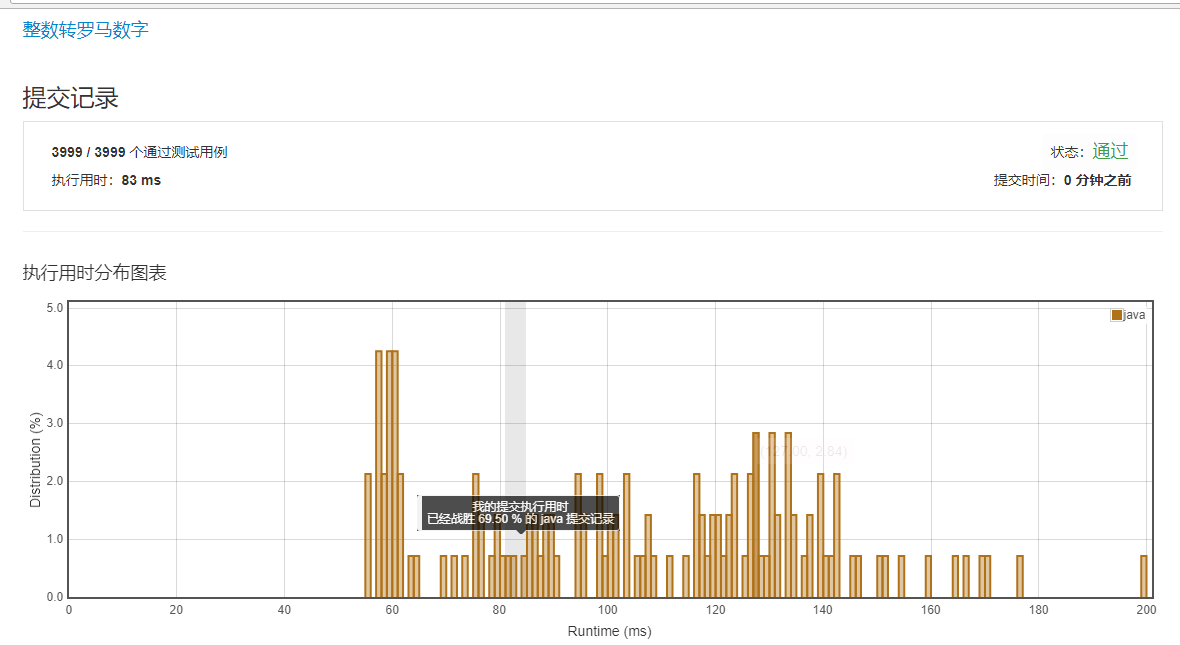 整数转罗马数字
提交记录
3999 / 3999 个通过测试用例
状态：通过
执行用时：83 ms
提交时间：0 分钟之前
执行用时分布图表
5.0
4.0
3.0
2.0
1.0
0.0
Distribution (%)
java
(127.00, 2.84)
我的提交执行用时
已经战胜 69.50 % 的 java 提交记录
0 20 40 60 80 100 120 140 160 180 200
Runtime (ms)